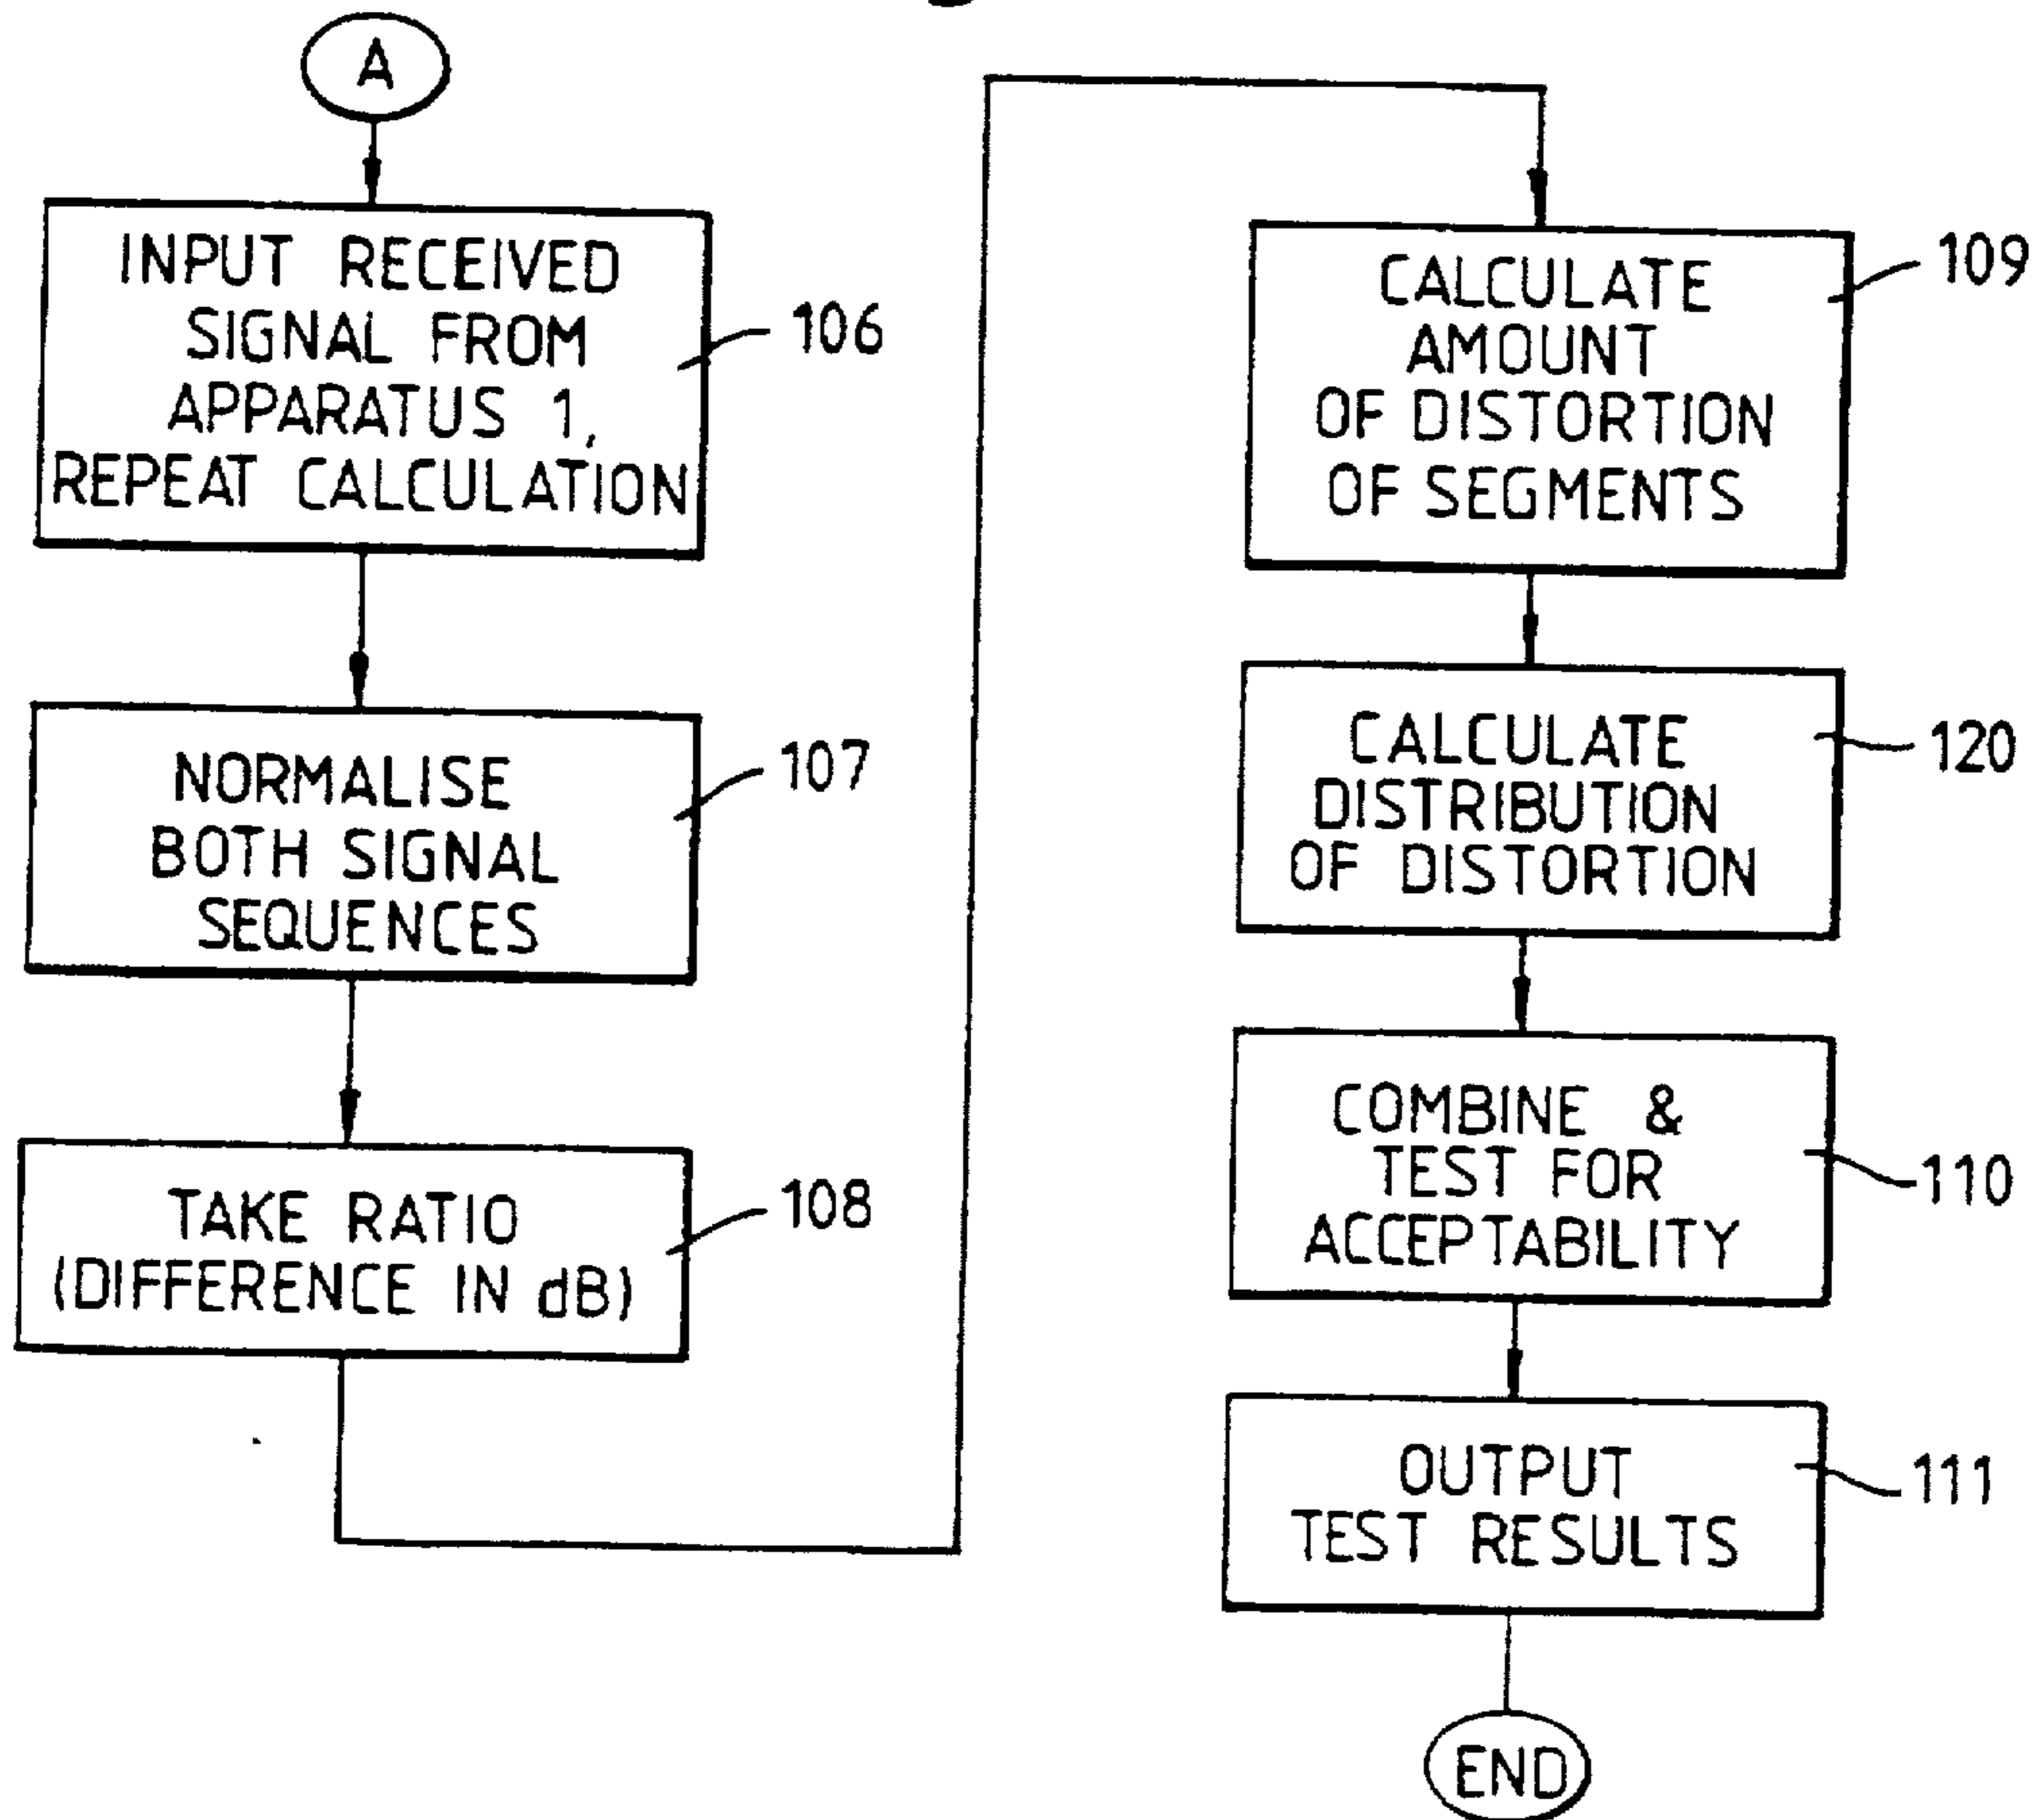 A
INPUT RECEIVED
SIGNAL FROM
APPARATUS 1,
REPEAT CALCULATION
106
NORMALISE
BOTH SIGNAL
SEQUENCES
107
TAKE RATIO
(DIFFERENCE IN dB)
108
CALCULATE
AMOUNT
OF DISTORTION
OF SEGMENTS
109
CALCULATE
DISTRIBUTION
OF DISTORTION
120
COMBINE &
TEST FOR
ACCEPTABILITY
110
OUTPUT
TEST RESULTS
111
END